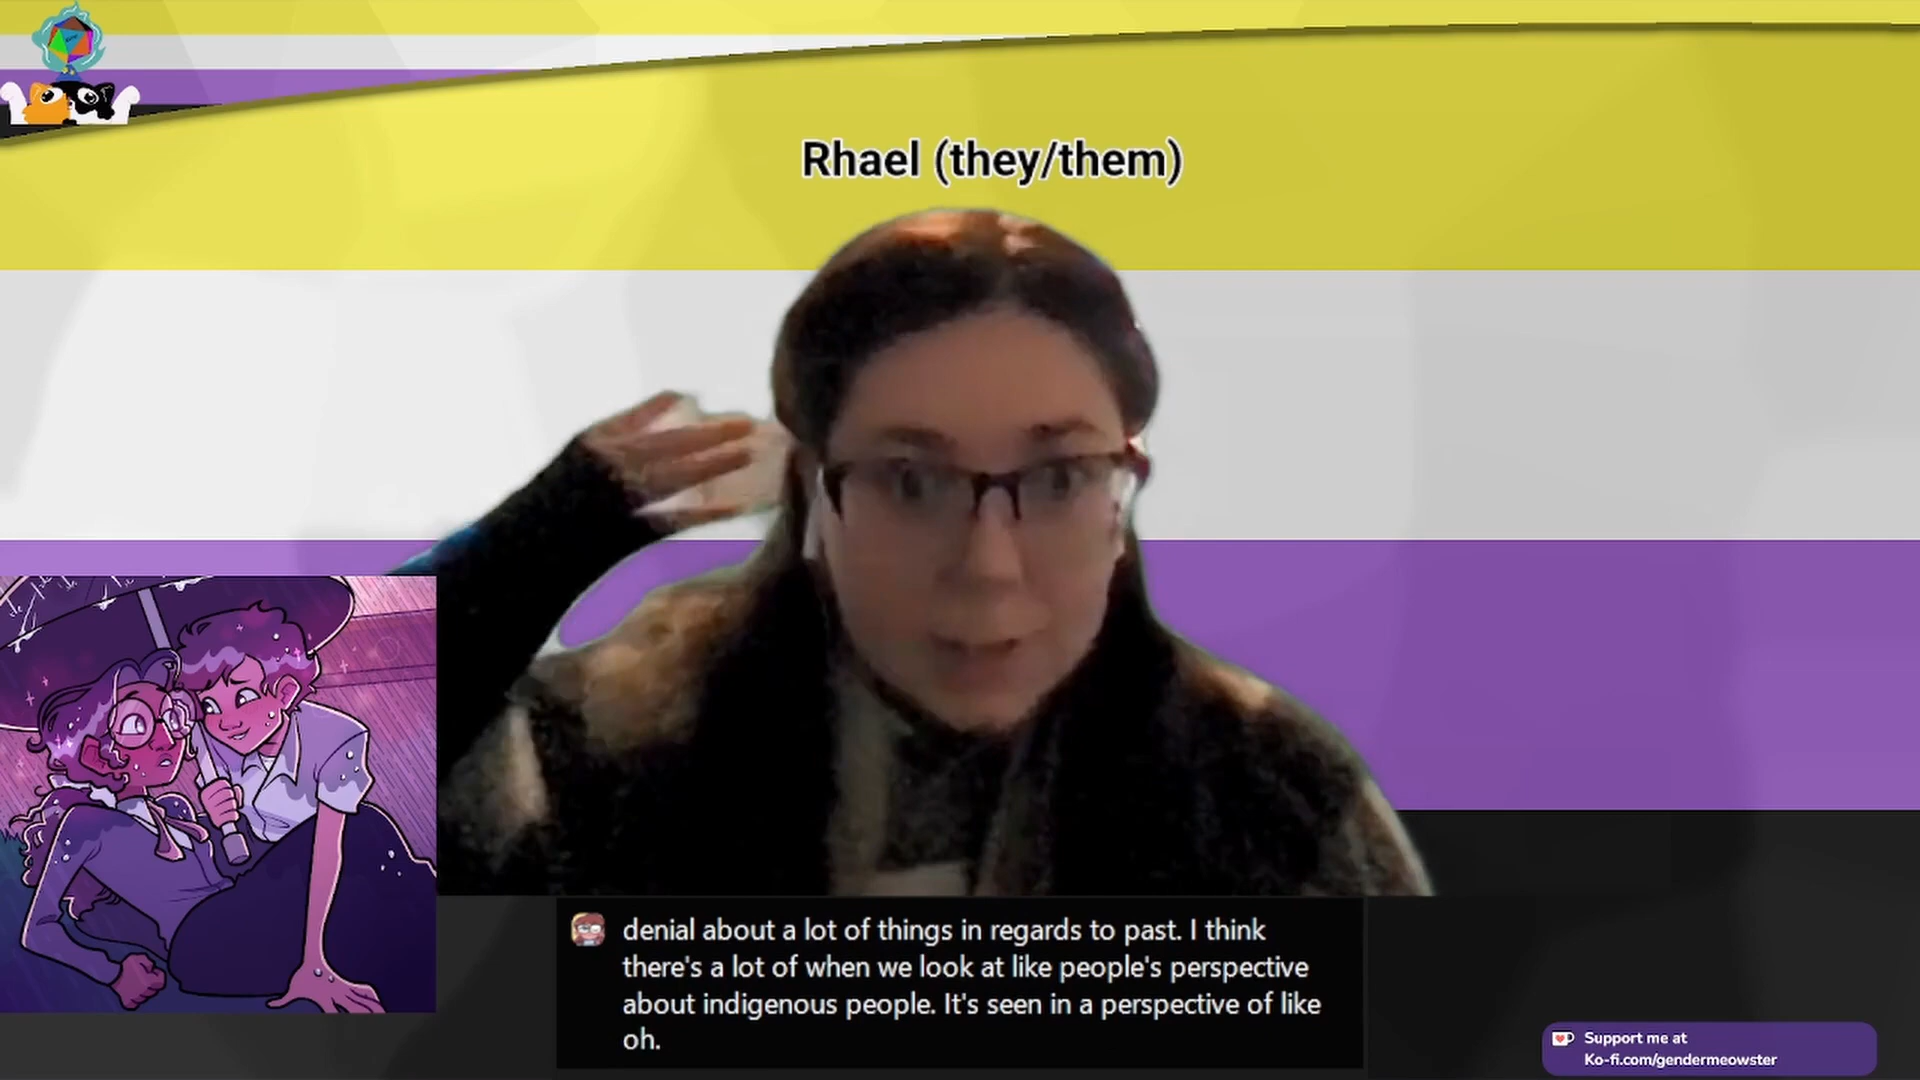 Rhael (they/them)
denial about a lot of things in regards to past. I think
there's a lot of when we look at like people's perspective
about indigenous people. It's seen in a perspective of like
oh.
Support me at
Ko-fi.com/gendermeowster